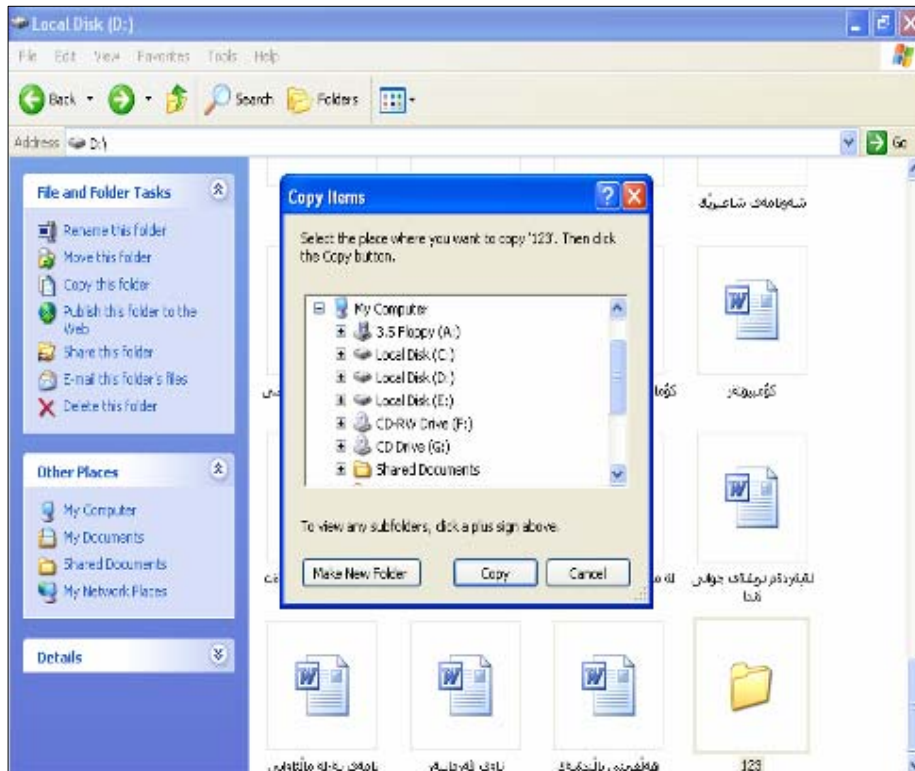 Local Disk (D:)
File Edit View Favorites Tools Help
Back Search Folders
Address D:\ Go
File and Folder Tasks
Rename this folder
Move this folder
Copy this folder
Publish this folder to the
Web
Share this folder
E-mail this folder's files
Delete this folder
Other Places
My Computer
My Documents
Shared Documents
My Network Places
Details
Copy Items
Select the place where you want to copy '123'. Then click
the Copy button.
My Computer
3.5 Floppy (A:)
Local Disk (C:)
Local Disk (D:)
Local Disk (E:)
CD-RW Drive (F:)
CD Drive (G:)
Shared Documents
To view any subfolders, click a plus sign above.
Make New Folder Copy Cancel
123